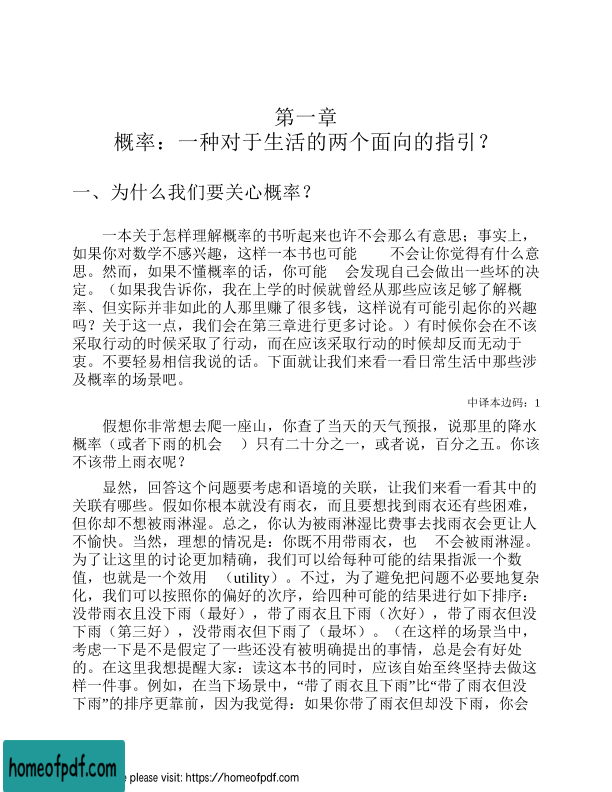 第一章
概率：一种对于生活的两个面向的指引？
一、为什么我们要关心概率？
一本关于怎样理解概率的书听起来也许不会那么有意思；事实上，
如果你对数学不感兴趣，这样一本书也可能 不会让你觉得有什么意
思。然而，如果不懂概率的话，你可能 会发现自己会做出一些坏的决
定。（如果我告诉你，我在上学的时候就曾经从那些应该足够了解概
率、但实际并非如此的人那里赚了很多钱，这样说有可能引起你的兴趣
吗？关于这一点，我们会在第三章进行更多讨论。）有时候你会在不该
采取行动的时候采取了行动，而在应该采取行动的时候却反而无动于
衷。不要轻易相信我说的话。下面就让我们来看一看日常生活中那些涉
及概率的场景吧。
中译本边码：1
假想你非常想去爬一座山，你查了当天的天气预报，说那里的降水
概率（或者下雨的机会 ）只有二十分之一，或者说，百分之五。你该
不该带上雨衣呢？
显然，回答这个问题要考虑和语境的关联，让我们来看一看其中的
关联有哪些。假如你根本就没有雨衣，而且要想找到雨衣还有些困难，
但你却不想被雨淋湿。总之，你认为被雨淋湿比费事去找雨衣会更让人
不愉快。当然，理想的情况是：你既不用带雨衣，也 不会被雨淋湿。
为了让这里的讨论更加精确，我们可以给每种可能的结果指派一个数
值，也就是一个效用 （utility）。不过，为了避免把问题不必要地复杂
化，我们可以按照你的偏好的次序，给四种可能的结果进行如下排序：
没带雨衣且没下雨（最好），带了雨衣且下雨（次好），带了雨衣但没
下雨（第三好），没带雨衣但下雨了（最坏）。（在这样的场景当中，
考虑一下是不是假定了一些还没有被明确提出的事情，总是会有好处
的。在这里我想提醒大家：读这本书的同时，应该自始至终坚持去做这
样一件事。例如，在当下场景中，“带了雨衣且下雨”比“带了雨衣但没
下雨”的排序更靠前，因为我觉得：如果你带了雨衣但却没下雨，你会
homeofpdf.com
e please visit: https://homeofpdf.com